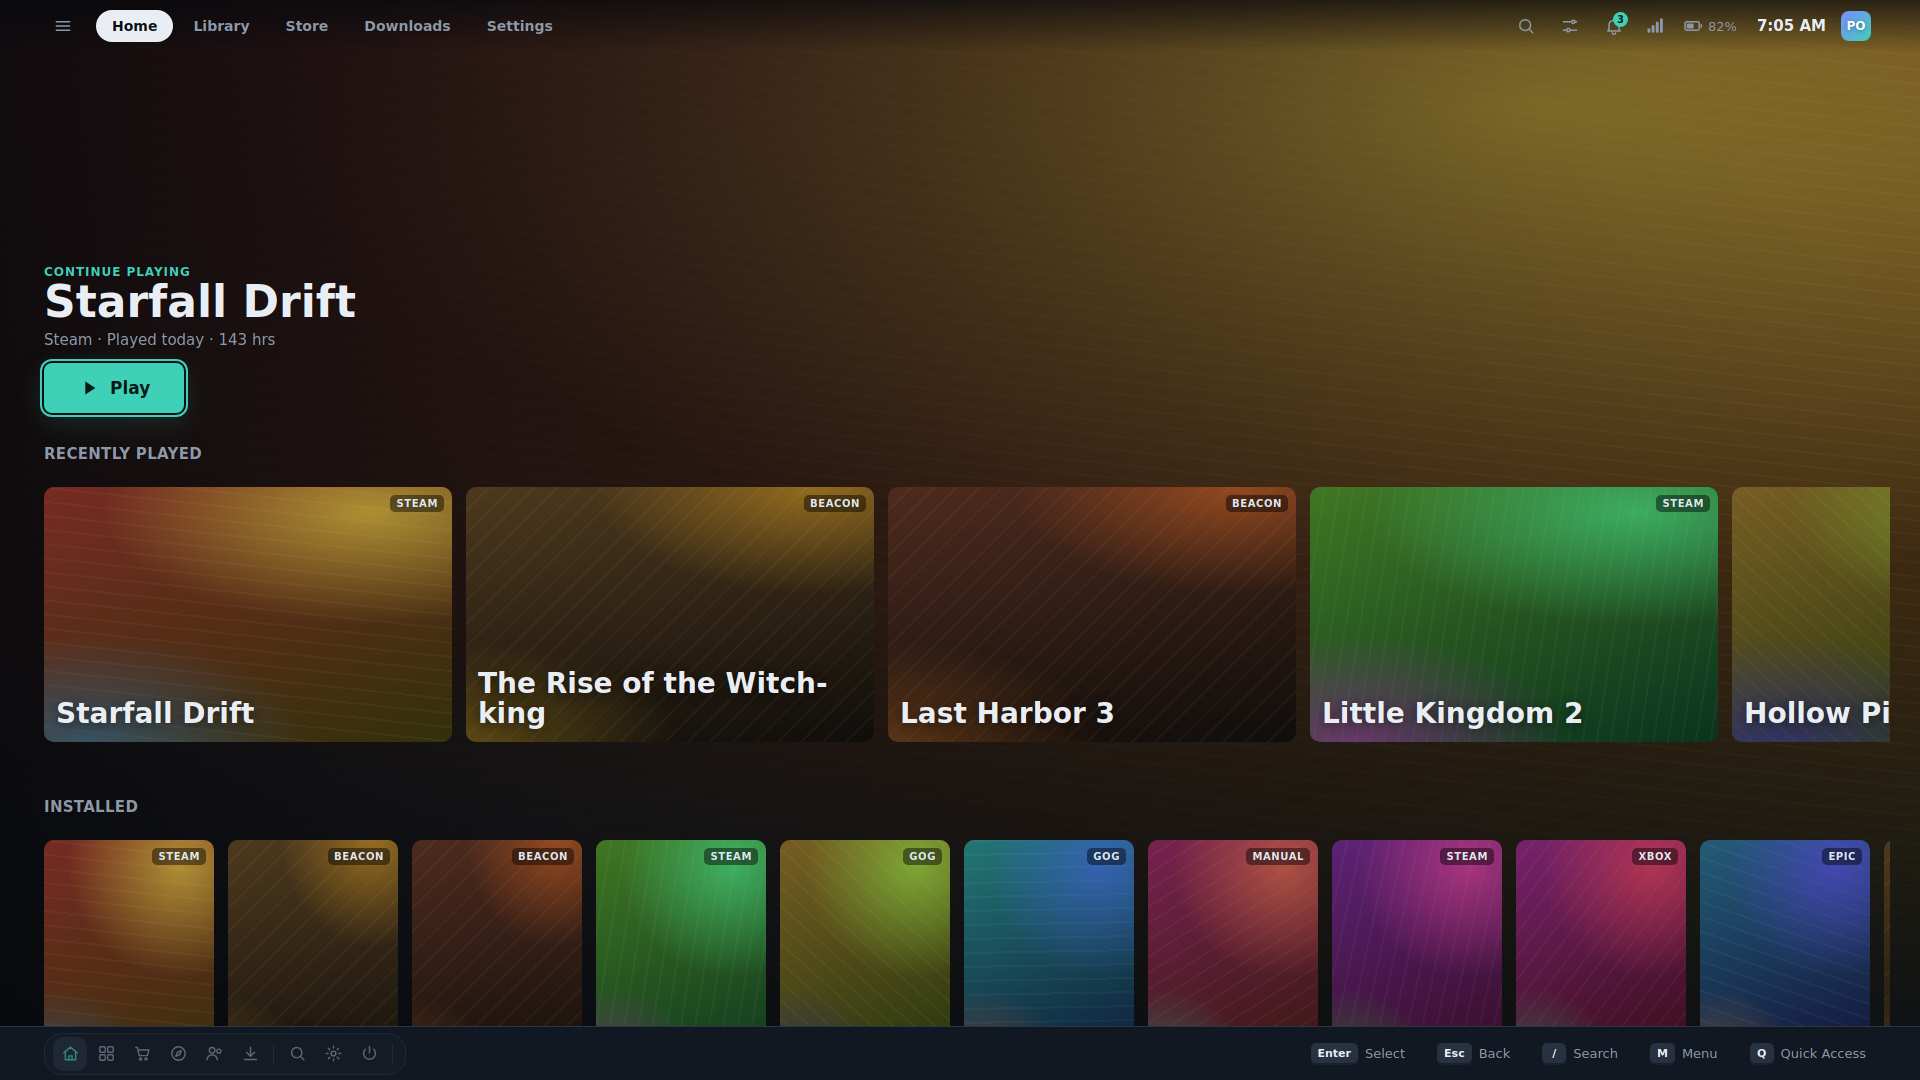 Home Library Store Downloads Settings 3 82% 7:05 AM PO
CONTINUE PLAYING
Starfall Drift
Steam · Played today · 143 hrs
Play
RECENTLY PLAYED
STEAM
Starfall Drift
BEACON
The Rise of the Witch-
king
BEACON
Last Harbor 3
STEAM
Little Kingdom 2
Hollow Pi
INSTALLED
STEAM BEACON BEACON STEAM GOG GOG MANUAL STEAM XBOX EPIC
Enter Select Esc Back / Search M Menu Q Quick Access